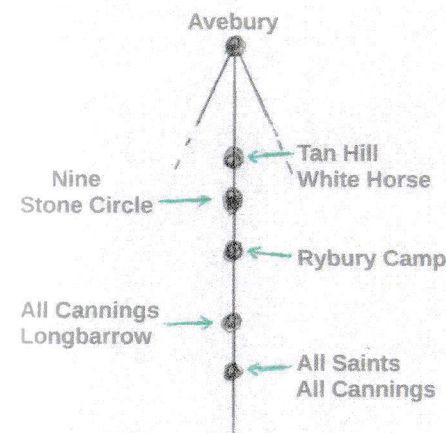 Avebury
Tan Hill
White Horse
Nine
Stone Circle
Rybury Camp
All Cannings
Longbarrow
All Saints
All Cannings